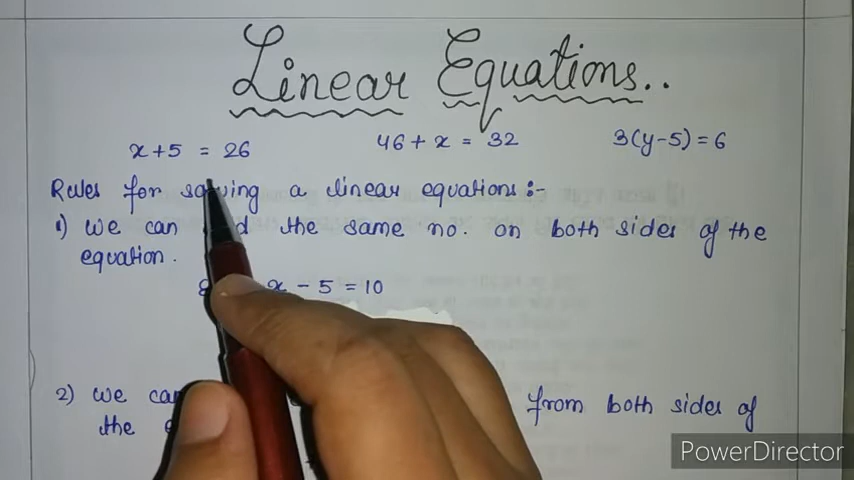 Linear Equations..
x+5 = 26    46 + x = 32    3(y-5) = 6
Rules for solving a linear equations:-
1) We can the same no. on both sides of the
equation.
x - 5 = 10
2) We from both sides of
the
PowerDirector